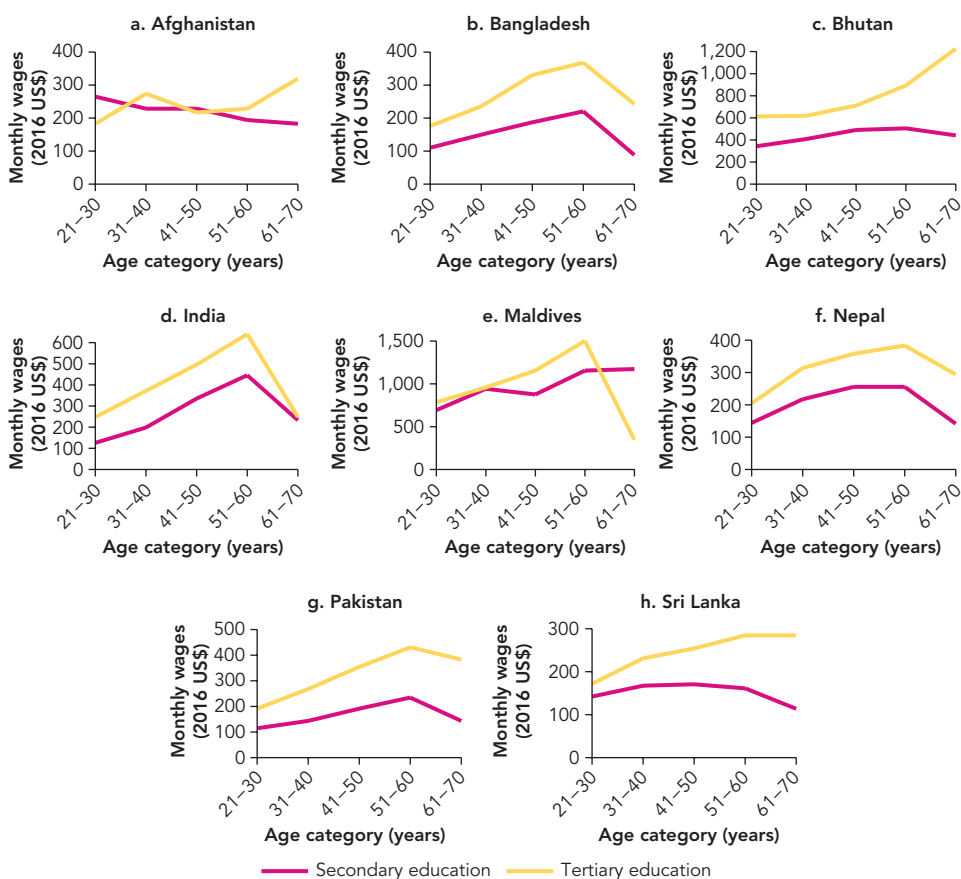 a. Afghanistan
Monthly wages
(2016 US$)
400
300
200
100
0
21–30
31–40
41–50
51–60
61–70
Age category (years)
b. Bangladesh
Monthly wages
(2016 US$)
400
300
200
100
0
21–30
31–40
41–50
51–60
61–70
Age category (years)
c. Bhutan
Monthly wages
(2016 US$)
1,200
1,000
800
600
400
200
0
21–30
31–40
41–50
51–60
61–70
Age category (years)
d. India
Monthly wages
(2016 US$)
600
500
400
300
200
100
0
21–30
31–40
41–50
51–60
61–70
Age category (years)
e. Maldives
Monthly wages
(2016 US$)
1,500
1,000
500
0
21–30
31–40
41–50
51–60
61–70
Age category (years)
f. Nepal
Monthly wages
(2016 US$)
400
300
200
100
0
21–30
31–40
41–50
51–60
61–70
Age category (years)
g. Pakistan
Monthly wages
(2016 US$)
500
400
300
200
100
0
21–30
31–40
41–50
51–60
61–70
Age category (years)
h. Sri Lanka
Monthly wages
(2016 US$)
300
200
100
0
21–30
31–40
41–50
51–60
61–70
Age category (years)
Secondary education
Tertiary education